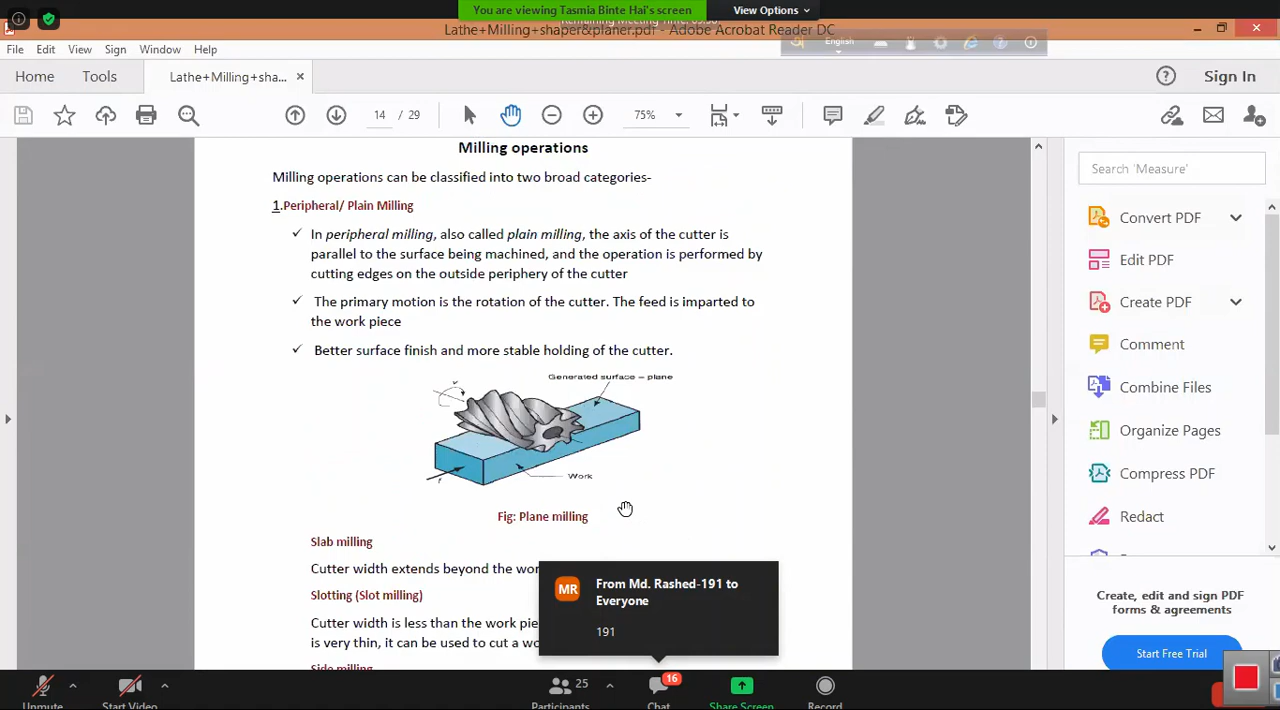 You are viewing Tasmia Binte Hai's screen
View Options
Lathe+Milling+shaper&planer.pdf - Adobe Acrobat Reader DC
English
File Edit View Sign Window Help
Home Tools Lathe+Milling+sha... × Sign In
14 / 29 75%
Milling operations
Milling operations can be classified into two broad categories-
1.Peripheral/ Plain Milling
✓ In peripheral milling, also called plain milling, the axis of the cutter is
parallel to the surface being machined, and the operation is performed by
cutting edges on the outside periphery of the cutter
✓ The primary motion is the rotation of the cutter. The feed is imparted to
the work piece
✓ Better surface finish and more stable holding of the cutter.
Generated surface – plane
v
Work
f
Fig: Plane milling
Slab milling
Cutter width extends beyond the wor
Slotting (Slot milling)
Cutter width is less than the work pie
is very thin, it can be used to cut a wo
Side milling
Search 'Measure'
Convert PDF
Edit PDF
Create PDF
Comment
Combine Files
Organize Pages
Compress PDF
Redact
Create, edit and sign PDF
forms & agreements
Start Free Trial
MR
From Md. Rashed-191 to
Everyone
191
Unmute
Start Video
25
Participants
16
Chat
Share Screen
Record